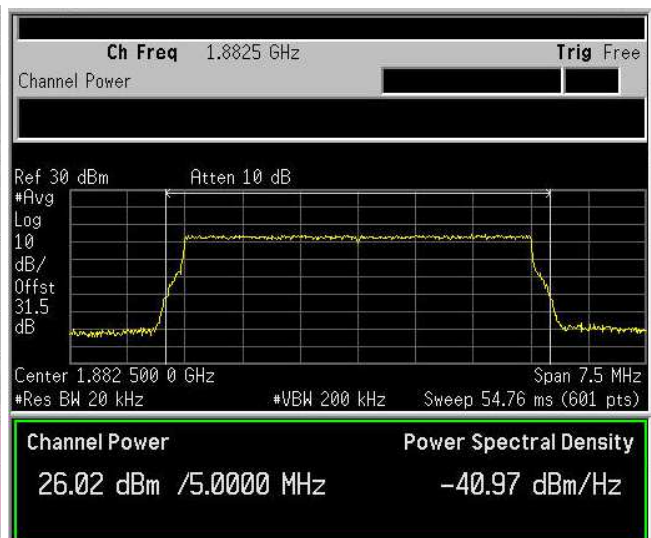 Ch Freq 1.8825 GHz Trig Free
Channel Power
Ref 30 dBm Atten 10 dB
#Avg
Log
10
dB/
Offst
31.5
dB
Center 1.882 500 0 GHz Span 7.5 MHz
#Res BW 20 kHz #VBW 200 kHz Sweep 54.76 ms (601 pts)
Channel Power Power Spectral Density
26.02 dBm /5.0000 MHz -40.97 dBm/Hz